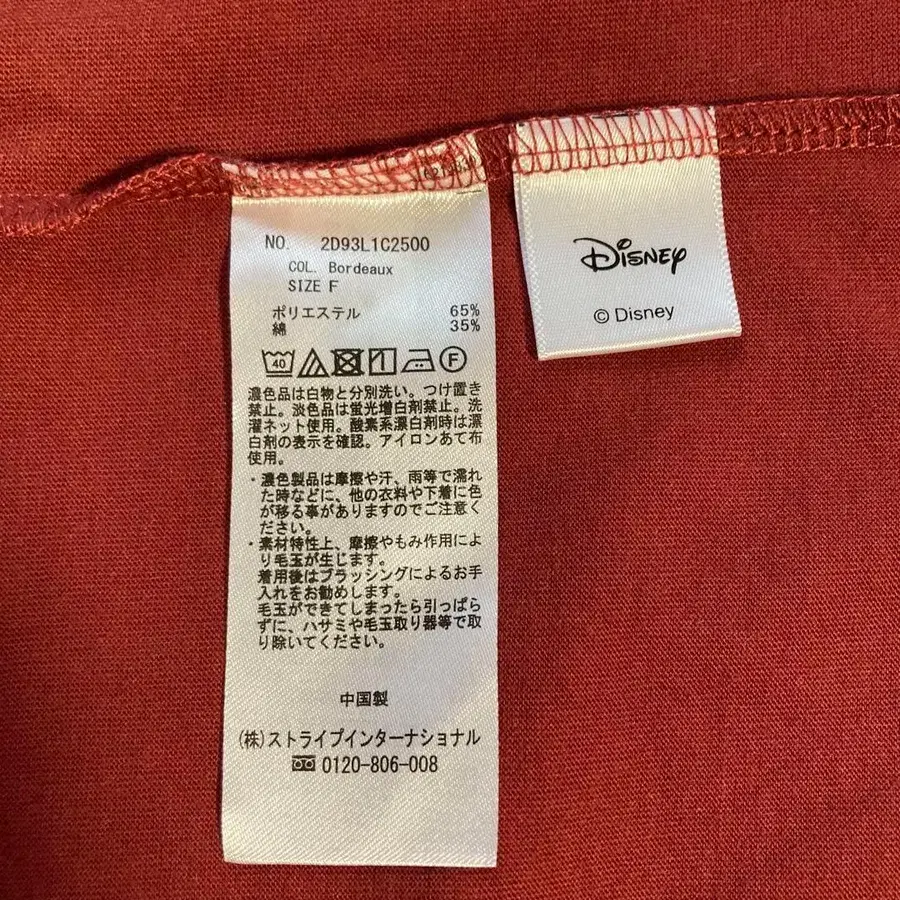 NO. 2D93L1C2500
COL. Bordeaux
SIZE F
ポリエステル 65%
綿 35%
40 F
濃色品は白物と分別洗い。つけ置き
禁止。淡色品は蛍光増白剤禁止。洗
濯ネット使用。酸素系漂白剤時は漂
白剤の表示を確認。アイロンあて布
使用。
・濃色製品は摩擦や汗、雨等で濡れ
た時などに、他の衣料や下着に色
が移る事がありますのでご注意く
ださい。
・素材特性上、摩擦やもみ作用によ
り毛玉が生じます。
着用後はブラッシングによるお手
入れをお勧めします。
毛玉ができてしまったら引っぱら
ずに、ハサミや毛玉取り器等で取
り除いてください。
中国製
(株)ストライプインターナショナル
0120-806-008
Disney
© Disney